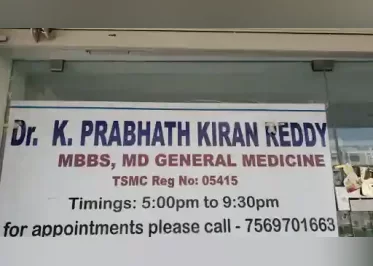 Dr. K. PRABHATH KIRAN REDDY
MBBS, MD GENERAL MEDICINE
TSMC Reg No: 05415
Timings: 5:00pm to 9:30pm
for appointments please call - 7569701663